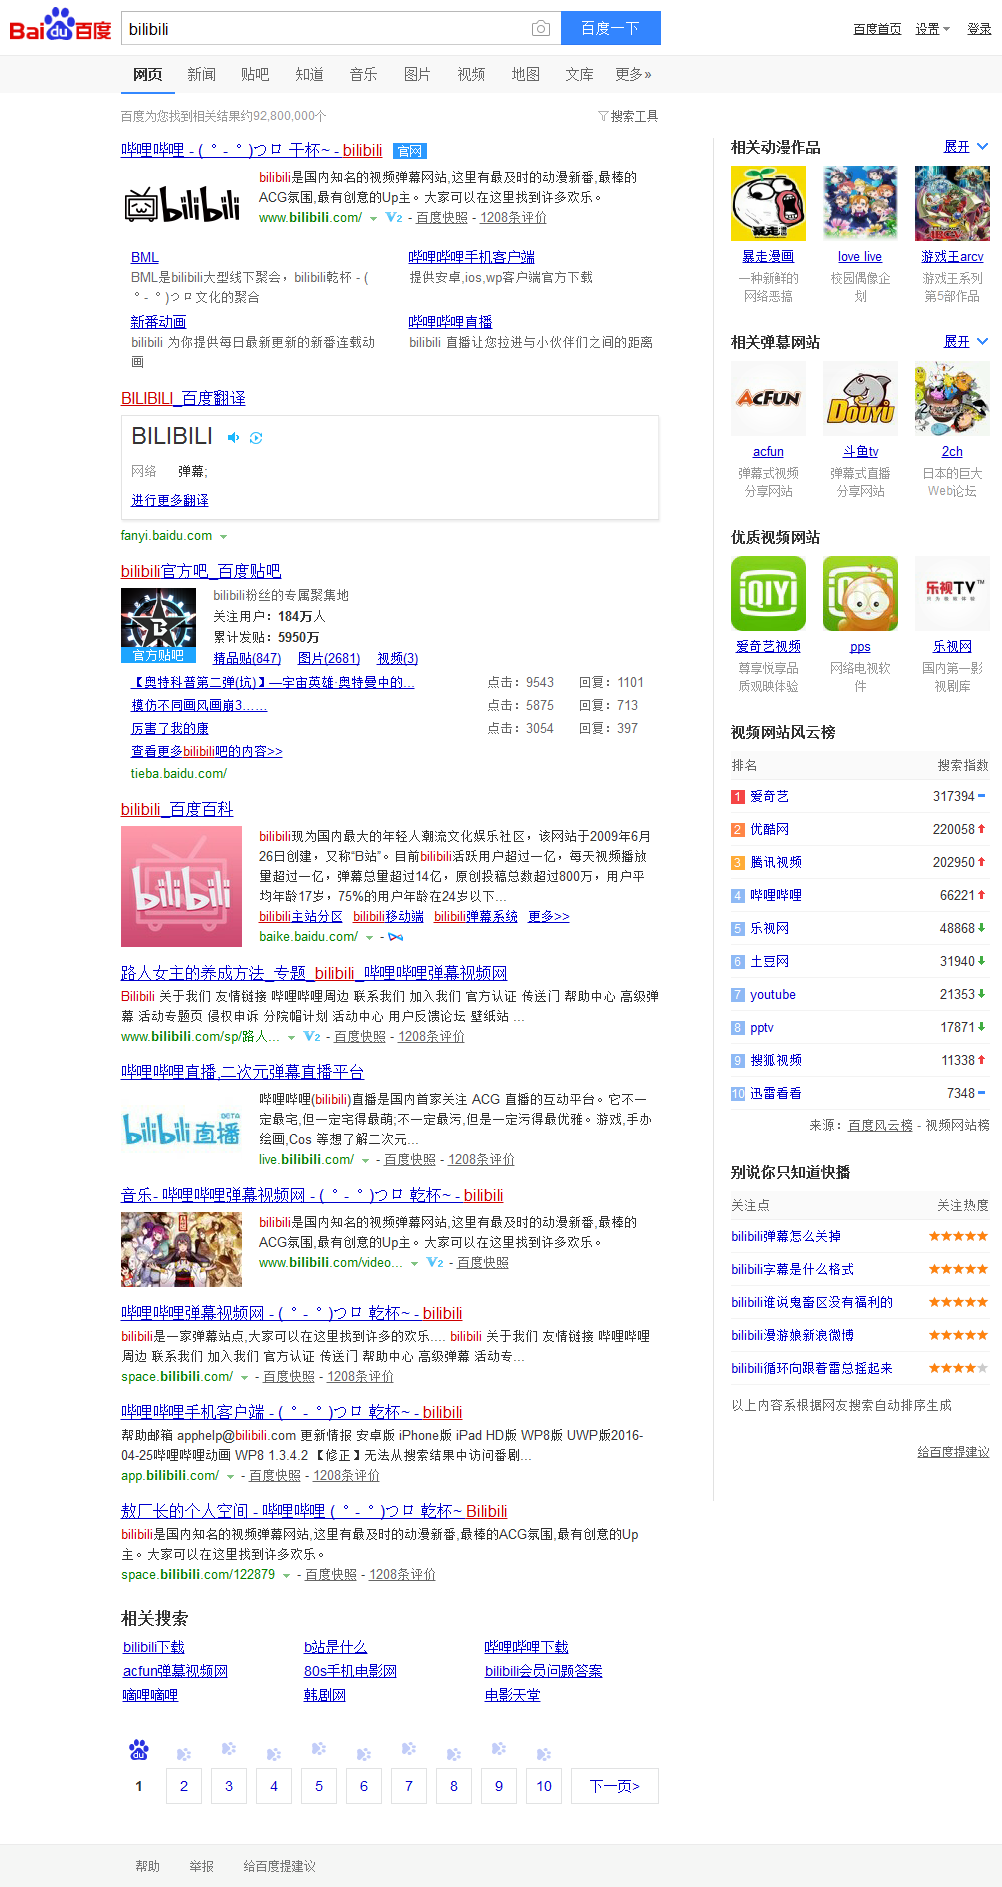 Bai du 百度 bilibili 百度一下 百度首页 设置 登录
网页 新闻 贴吧 知道 音乐 图片 视频 地图 文库 更多»
百度为您找到相关结果约92,800,000个 搜索工具
哔哩哔哩 - ( ゜- ゜)つロ 干杯~ - bilibili 官网
bilibili
bilibili是国内知名的视频弹幕网站,这里有最及时的动漫新番,最棒的
ACG氛围,最有创意的Up主。大家可以在这里找到许多欢乐。
www.bilibili.com/ V2 - 百度快照 - 1208条评价
BML
BML是bilibili大型线下聚会，bilibili乾杯 - (
゜- ゜)つロ文化的聚合
哔哩哔哩手机客户端
提供安卓,ios,wp客户端官方下载
新番动画
bilibili 为你提供每日最新更新的新番连载动
画
哔哩哔哩直播
bilibili 直播让您拉进与小伙伴们之间的距离
BILIBILI_百度翻译
BILIBILI
网络 弹幕;
进行更多翻译
fanyi.baidu.com
bilibili官方吧_百度贴吧
官方贴吧
bilibili粉丝的专属聚集地
关注用户：184万人
累计发贴：5950万
精品贴(847) 图片(2681) 视频(3)
【奥特科普第二弹(坑)】—宇宙英雄·奥特曼中的... 点击：9543 回复：1101
模仿不同画风画崩3…… 点击：5875 回复：713
厉害了我的康 点击：3054 回复：397
查看更多bilibili吧的内容>>
tieba.baidu.com/
bilibili_百度百科
bilibili
bilibili现为国内最大的年轻人潮流文化娱乐社区，该网站于2009年6月
26日创建，又称“B站”。目前bilibili活跃用户超过一亿，每天视频播放
量超过一亿，弹幕总量超过14亿，原创投稿总数超过800万，用户平
均年龄17岁，75%的用户年龄在24岁以下...
bilibili主站分区 bilibili移动端 bilibili弹幕系统 更多>>
baike.baidu.com/ -
路人女主的养成方法_专题_bilibili_哔哩哔哩弹幕视频网
Bilibili 关于我们 友情链接 哔哩哔哩周边 联系我们 加入我们 官方认证 传送门 帮助中心 高级弹
幕 活动专题页 侵权申诉 分院帽计划 活动中心 用户反馈论坛 壁纸站 ...
www.bilibili.com/sp/路人... V2 - 百度快照 - 1208条评价
哔哩哔哩直播,二次元弹幕直播平台
bilibili 直播 BETA
哔哩哔哩(bilibili)直播是国内首家关注 ACG 直播的互动平台。它不一
定最宅,但一定宅得最萌;不一定最污,但是一定污得最优雅。游戏,手办
绘画,Cos 等想了解二次元...
live.bilibili.com/ - 百度快照 - 1208条评价
音乐- 哔哩哔哩弹幕视频网 - ( ゜- ゜)つロ 乾杯~ - bilibili
bilibili是国内知名的视频弹幕网站,这里有最及时的动漫新番,最棒的
ACG氛围,最有创意的Up主。大家可以在这里找到许多欢乐。
www.bilibili.com/video... V2 - 百度快照
哔哩哔哩弹幕视频网 - ( ゜- ゜)つロ 乾杯~ - bilibili
bilibili是一家弹幕站点,大家可以在这里找到许多的欢乐.... bilibili 关于我们 友情链接 哔哩哔哩
周边 联系我们 加入我们 官方认证 传送门 帮助中心 高级弹幕 活动专...
space.bilibili.com/ - 百度快照 - 1208条评价
哔哩哔哩手机客户端 - ( ゜- ゜)つロ 乾杯~ - bilibili
帮助邮箱 apphelp@bilibili.com 更新情报 安卓版 iPhone版 iPad HD版 WP8版 UWP版2016-
04-25哔哩哔哩动画 WP8 1.3.4.2 【修正】无法从搜索结果中访问番剧...
app.bilibili.com/ - 百度快照 - 1208条评价
敖厂长的个人空间 - 哔哩哔哩 ( ゜- ゜)つロ 乾杯~ Bilibili
bilibili是国内知名的视频弹幕网站,这里有最及时的动漫新番,最棒的ACG氛围,最有创意的Up
主。大家可以在这里找到许多欢乐。
space.bilibili.com/122879 - 百度快照 - 1208条评价
相关搜索
bilibili下载 b站是什么 哔哩哔哩下载
acfun弹幕视频网 80s手机电影网 bilibili会员问题答案
嘀哩嘀哩 韩剧网 电影天堂
du
1 2 3 4 5 6 7 8 9 10 下一页>
相关动漫作品 展开
暴走漫画 ARCV
暴走漫画 love live 游戏王arcv
一种新鲜的 校园偶像企 游戏王系列
网络恶搞 划 第5部作品
相关弹幕网站 展开
ACFUN DOUYU 2
acfun 斗鱼tv 2ch
弹幕式视频 弹幕式直播 日本的巨大
分享网站 分享网站 Web论坛
优质视频网站
QIYI 乐视TV™
爱奇艺视频 pps 乐视网
尊享悦享品 网络电视软 国内第一影
质观映体验 件 视剧库
视频网站风云榜
排名 搜索指数
1 爱奇艺 317394
2 优酷网 220058
3 腾讯视频 202950
4 哔哩哔哩 66221
5 乐视网 48868
6 土豆网 31940
7 youtube 21353
8 pptv 17871
9 搜狐视频 11338
10 迅雷看看 7348
来源：百度风云榜 - 视频网站榜
别说你只知道快播
关注点 关注热度
bilibili弹幕怎么关掉
bilibili字幕是什么格式
bilibili谁说鬼畜区没有福利的
bilibili漫游娘新浪微博
bilibili循环向跟着雷总摇起来
以上内容系根据网友搜索自动排序生成
给百度提建议
帮助 举报 给百度提建议